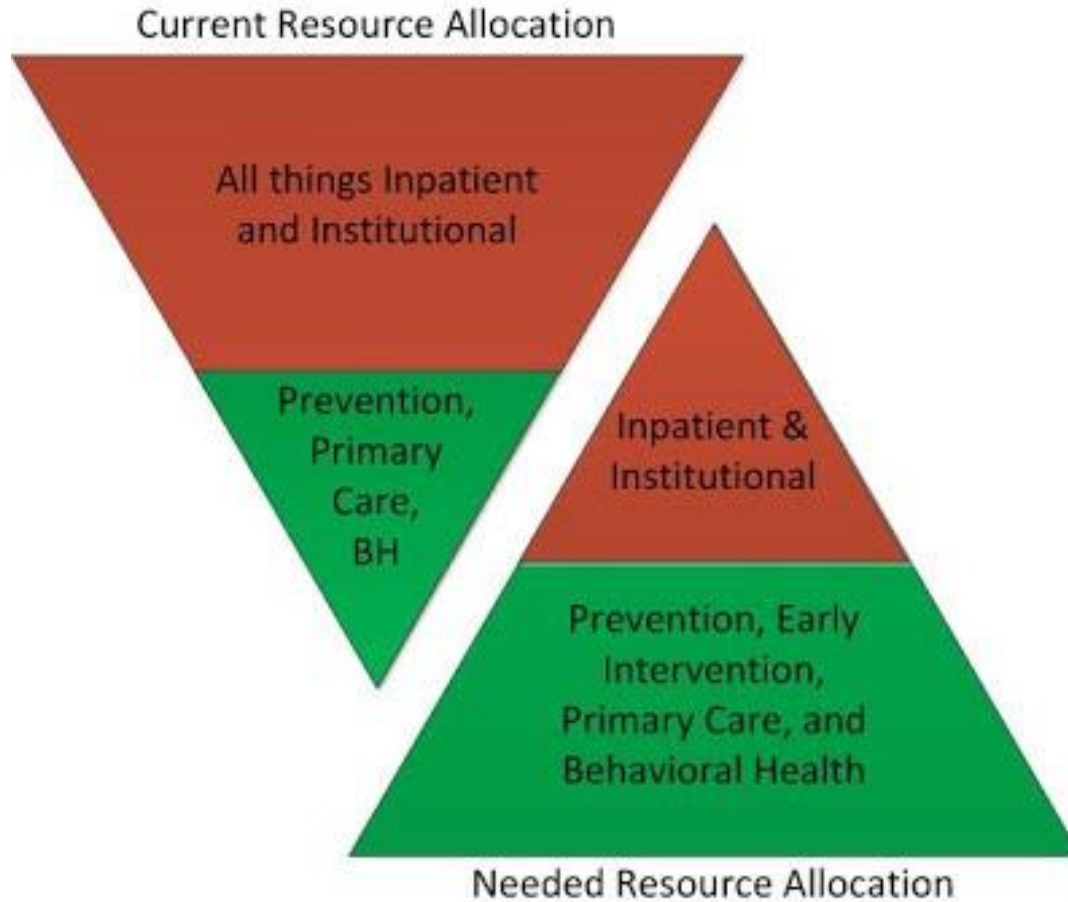 Current Resource Allocation
All things Inpatient
and Institutional
Prevention,
Primary
Care,
BH
Inpatient &
Institutional
Prevention, Early
Intervention,
Primary Care, and
Behavioral Health
Needed Resource Allocation